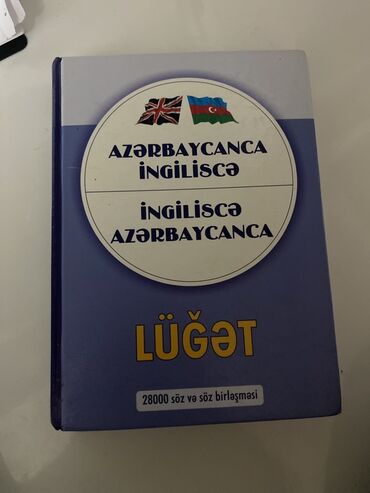 AZƏRBAYCANCA
İNGİLİSCƏ
İNGİLİSCƏ
AZƏRBAYCANCA
LÜĞƏT
28000 söz və söz birləşməsi